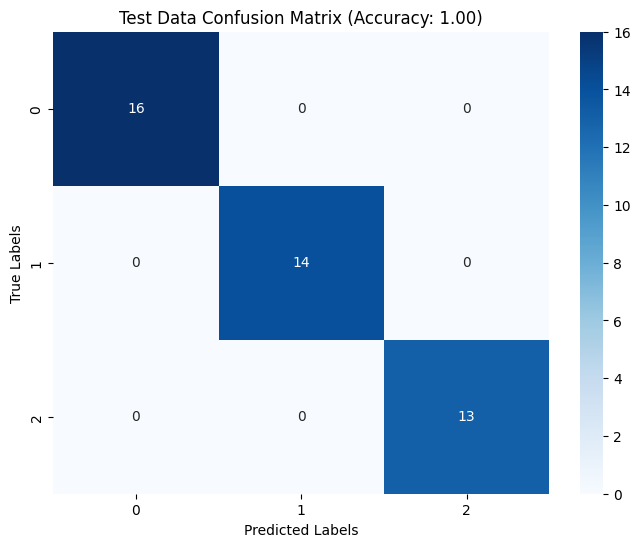 Test Data Confusion Matrix (Accuracy: 1.00)
True Labels
0 16 0 0
1 0 14 0
2 0 0 13
0 1 2
Predicted Labels
16
14
12
10
8
6
4
2
0